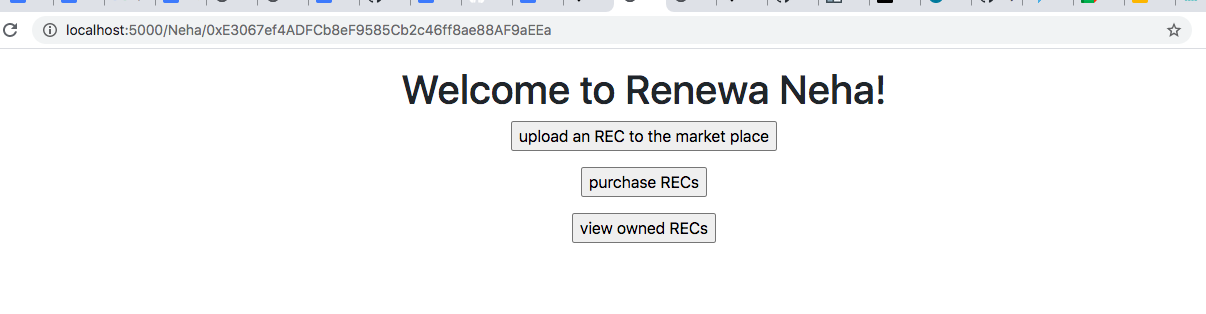 localhost:5000/Neha/0xE3067ef4ADFCb8eF9585Cb2c46ff8ae88AF9aEEa
Welcome to Renewa Neha!
upload an REC to the market place
purchase RECs
view owned RECs